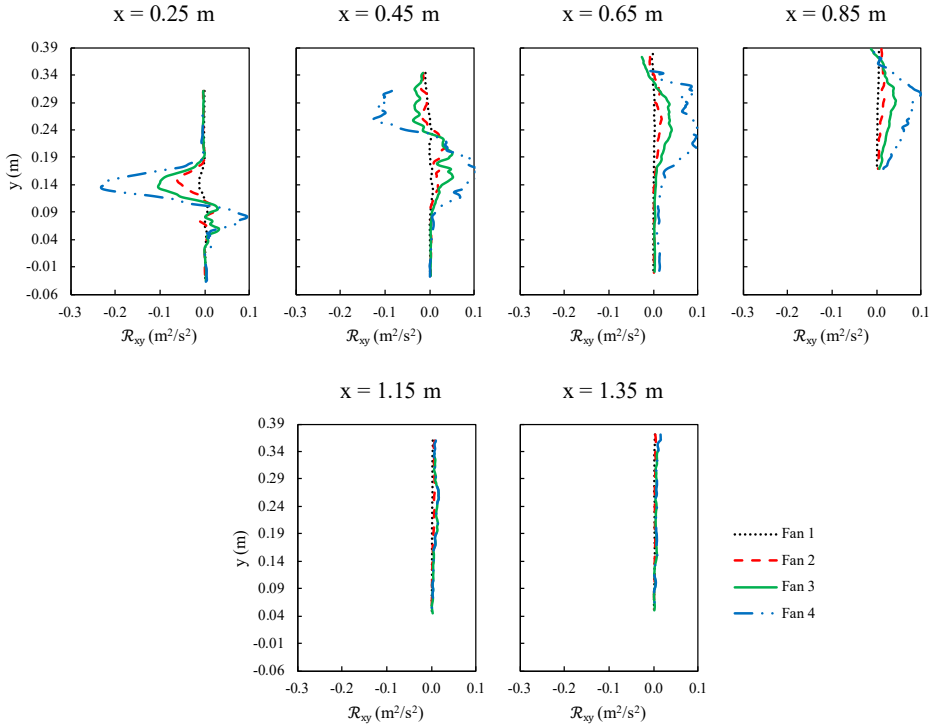 x = 0.25 m
x = 0.45 m
x = 0.65 m
x = 0.85 m
y (m)
0.39
0.34
0.29
0.24
0.19
0.14
0.09
0.04
-0.01
-0.06
-0.3 -0.2 -0.1 0.0 0.1
-0.3 -0.2 -0.1 0.0 0.1
-0.3 -0.2 -0.1 0.0 0.1
-0.3 -0.2 -0.1 0.0 0.1
ℛxy (m²/s²)
ℛxy (m²/s²)
ℛxy (m²/s²)
ℛxy (m²/s²)
x = 1.15 m
x = 1.35 m
y (m)
0.39
0.34
0.29
0.24
0.19
0.14
0.09
0.04
-0.01
-0.06
-0.3 -0.2 -0.1 0.0 0.1
-0.3 -0.2 -0.1 0.0 0.1
ℛxy (m²/s²)
ℛxy (m²/s²)
Fan 1
Fan 2
Fan 3
Fan 4